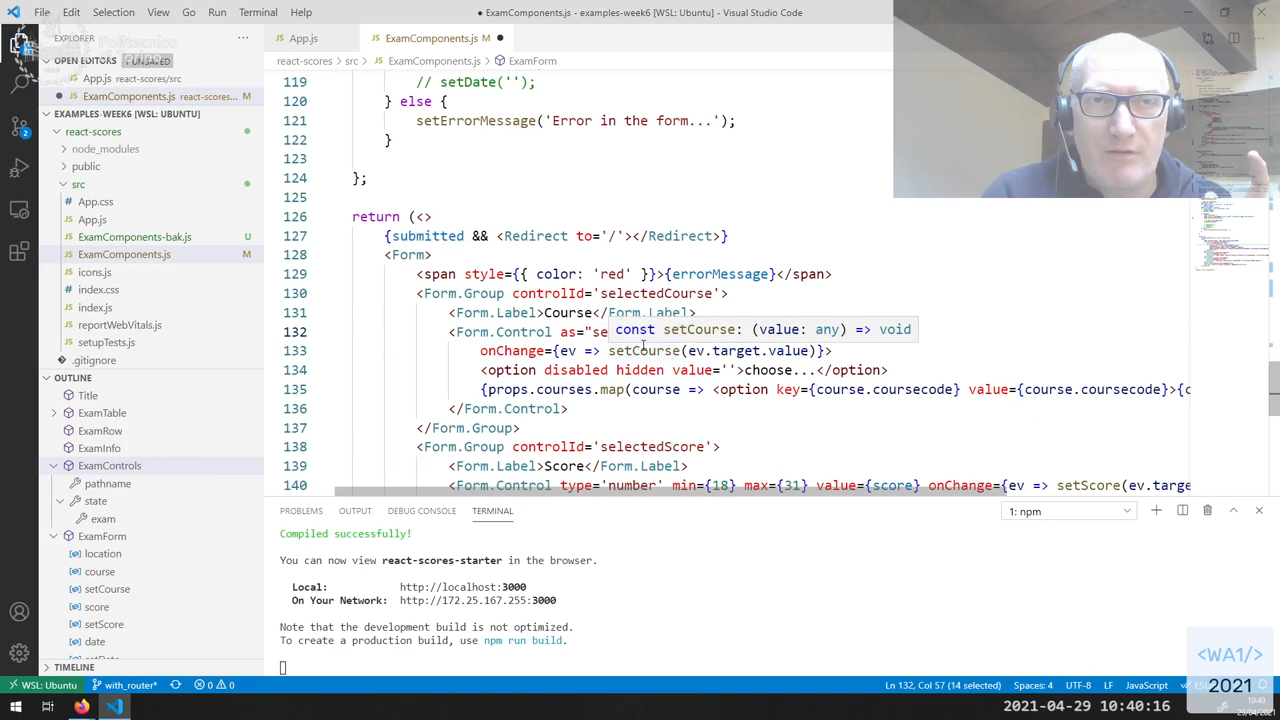 File Edit Selection View Go Run Terminal Help
● ExamComponents.js - examples-week6 [WSL: Ubuntu] - Visual Studio Code
EXPLORER
Politecnico
App.js
ExamComponents.js M
react-scores > src > JS ExamComponents.js > ExamForm
OPEN EDITORS 1 UNSAVED
App.js react-scores/src
ExamComponents.js react-scores... M
EXAMPLES-WEEK6 [WSL: UBUNTU]
react-scores
node_modules
public
src
App.css
App.js
ExamComponents-bak.js U
ExamComponents.js M
icons.js
index.css
index.js
reportWebVitals.js
setupTests.js
.gitignore
OUTLINE
Title
ExamTable
ExamRow
ExamInfo
ExamControls
pathname
state
exam
ExamForm
location
course
setCourse
score
setScore
date
TIMELINE
119 // setDate('');
120 } else {
121 setErrorMessage('Error in the form...');
122 }
123
124 };
125
126 return (<>
127 {submitted && <Redirect to='/'></Redirect>}
128 <Form>
129 <span style={{ color: 'red' }}>{errorMessage}</span>
130 <Form.Group controlId='selectedCourse'>
131 <Form.Label>Course</Form.Label>
132 <Form.Control as="se
const setCourse: (value: any) => void
133 onChange={ev => setCourse(ev.target.value)}>
134 <option disabled hidden value=''>choose...</option>
135 {props.courses.map(course => <option key={course.coursecode} value={course.coursecode}>{c
136 </Form.Control>
137 </Form.Group>
138 <Form.Group controlId='selectedScore'>
139 <Form.Label>Score</Form.Label>
140 <Form.Control type='number' min={18} max={31} value={score} onChange={ev => setScore(ev.targe
PROBLEMS OUTPUT DEBUG CONSOLE TERMINAL
1: npm
Compiled successfully!
You can now view react-scores-starter in the browser.
Local: http://localhost:3000
On Your Network: http://172.25.167.255:3000
Note that the development build is not optimized.
To create a production build, use npm run build.
<WA1/>
2021
WSL: Ubuntu with_router* 0 0
Ln 132, Col 57 (14 selected) Spaces: 4 UTF-8 LF JavaScript
2021-04-29 10:40:16
10:40
29/04/2021